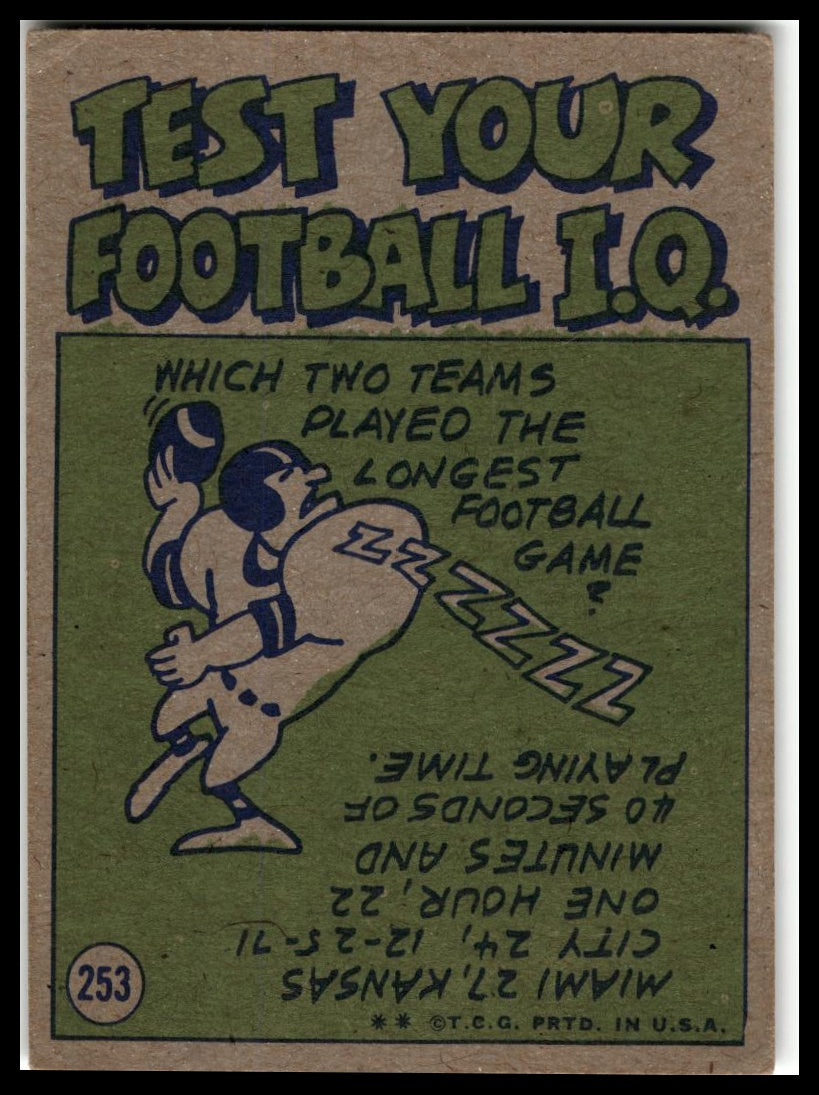 TEST YOUR
FOOTBALL I.Q.
WHICH TWO TEAMS
PLAYED THE
LONGEST
FOOTBALL
GAME
?
ZZZZZZZ
MIAMI 27, KANSAS
CITY 24, 12-25-71
ONE HOUR, 22
MINUTES AND
40 SECONDS OF
PLAYING TIME.
253
** ©T.C.G. PRTD. IN U.S.A.